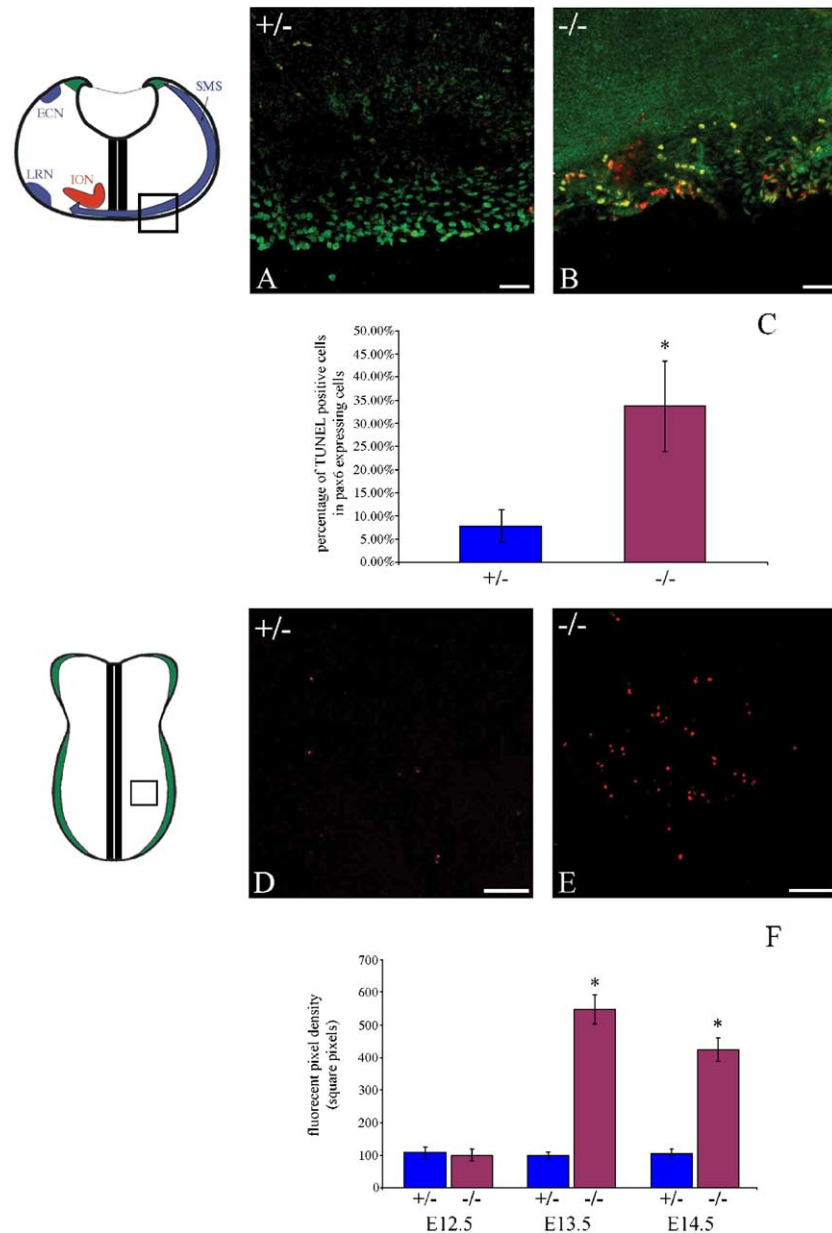 +/-
-/-
SMS
ECN
LRN
ION
A
B
C
50.00%
45.00%
40.00%
35.00%
30.00%
25.00%
20.00%
15.00%
10.00%
5.00%
0.00%
percentage of TUNEL positive cells
in pax6 expressing cells
*
+/-
-/-
+/-
-/-
D
E
F
700
600
500
400
300
200
100
0
fluorecent pixel density
(square pixels)
*
*
+/-
-/-
+/-
-/-
+/-
-/-
E12.5
E13.5
E14.5